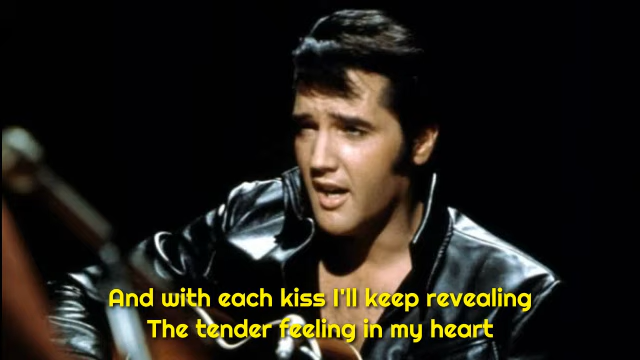 And with each kiss I'll keep revealing
The tender feeling in my heart